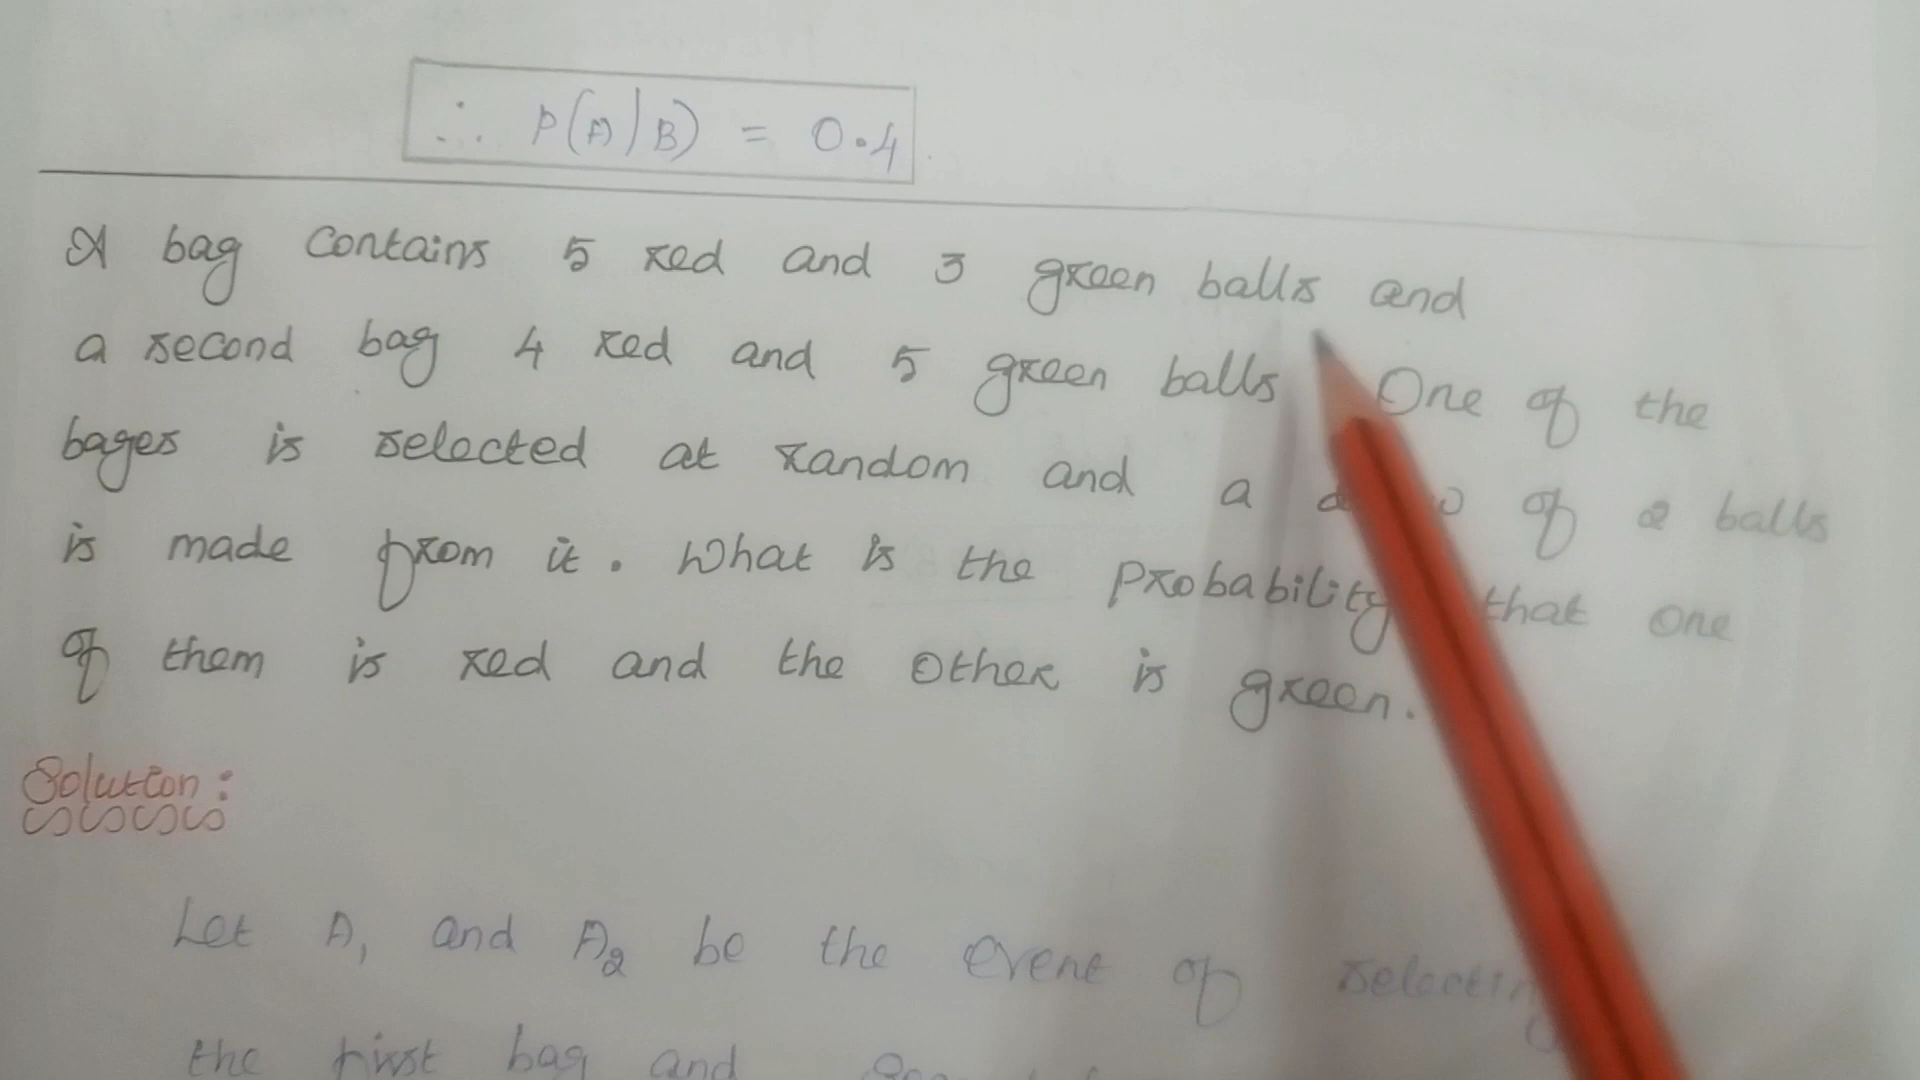 ∴ P(A/B) = 0.4
A bag contains 5 red and 3 green balls and
a second bag 4 red and 5 green balls One of the
bages is selected at random and a of 2 balls
is made from it. What is the probability that one
of them is red and the other is green.
Solution:
Let A1 and A2 be the event of
the first bag and